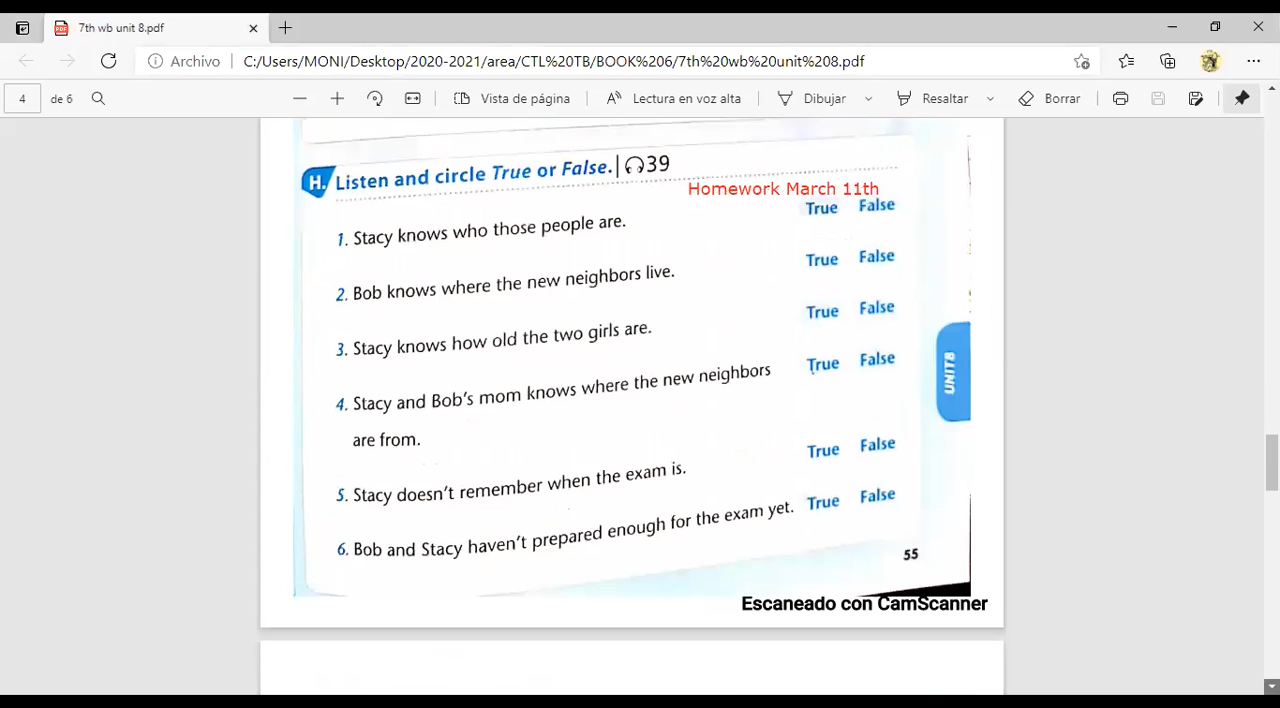 7th wb unit 8.pdf
Archivo C:/Users/MONI/Desktop/2020-2021/area/CTL%20TB/BOOK%206/7th%20wb%20unit%208.pdf
4 de 6 Vista de página Lectura en voz alta Dibujar Resaltar Borrar
H. Listen and circle True or False. 39
Homework March 11th
1. Stacy knows who those people are. True False
2. Bob knows where the new neighbors live. True False
3. Stacy knows how old the two girls are. True False
4. Stacy and Bob's mom knows where the new neighbors True False
are from.
5. Stacy doesn't remember when the exam is. True False
6. Bob and Stacy haven't prepared enough for the exam yet. True False
UNIT8
55
Escaneado con CamScanner